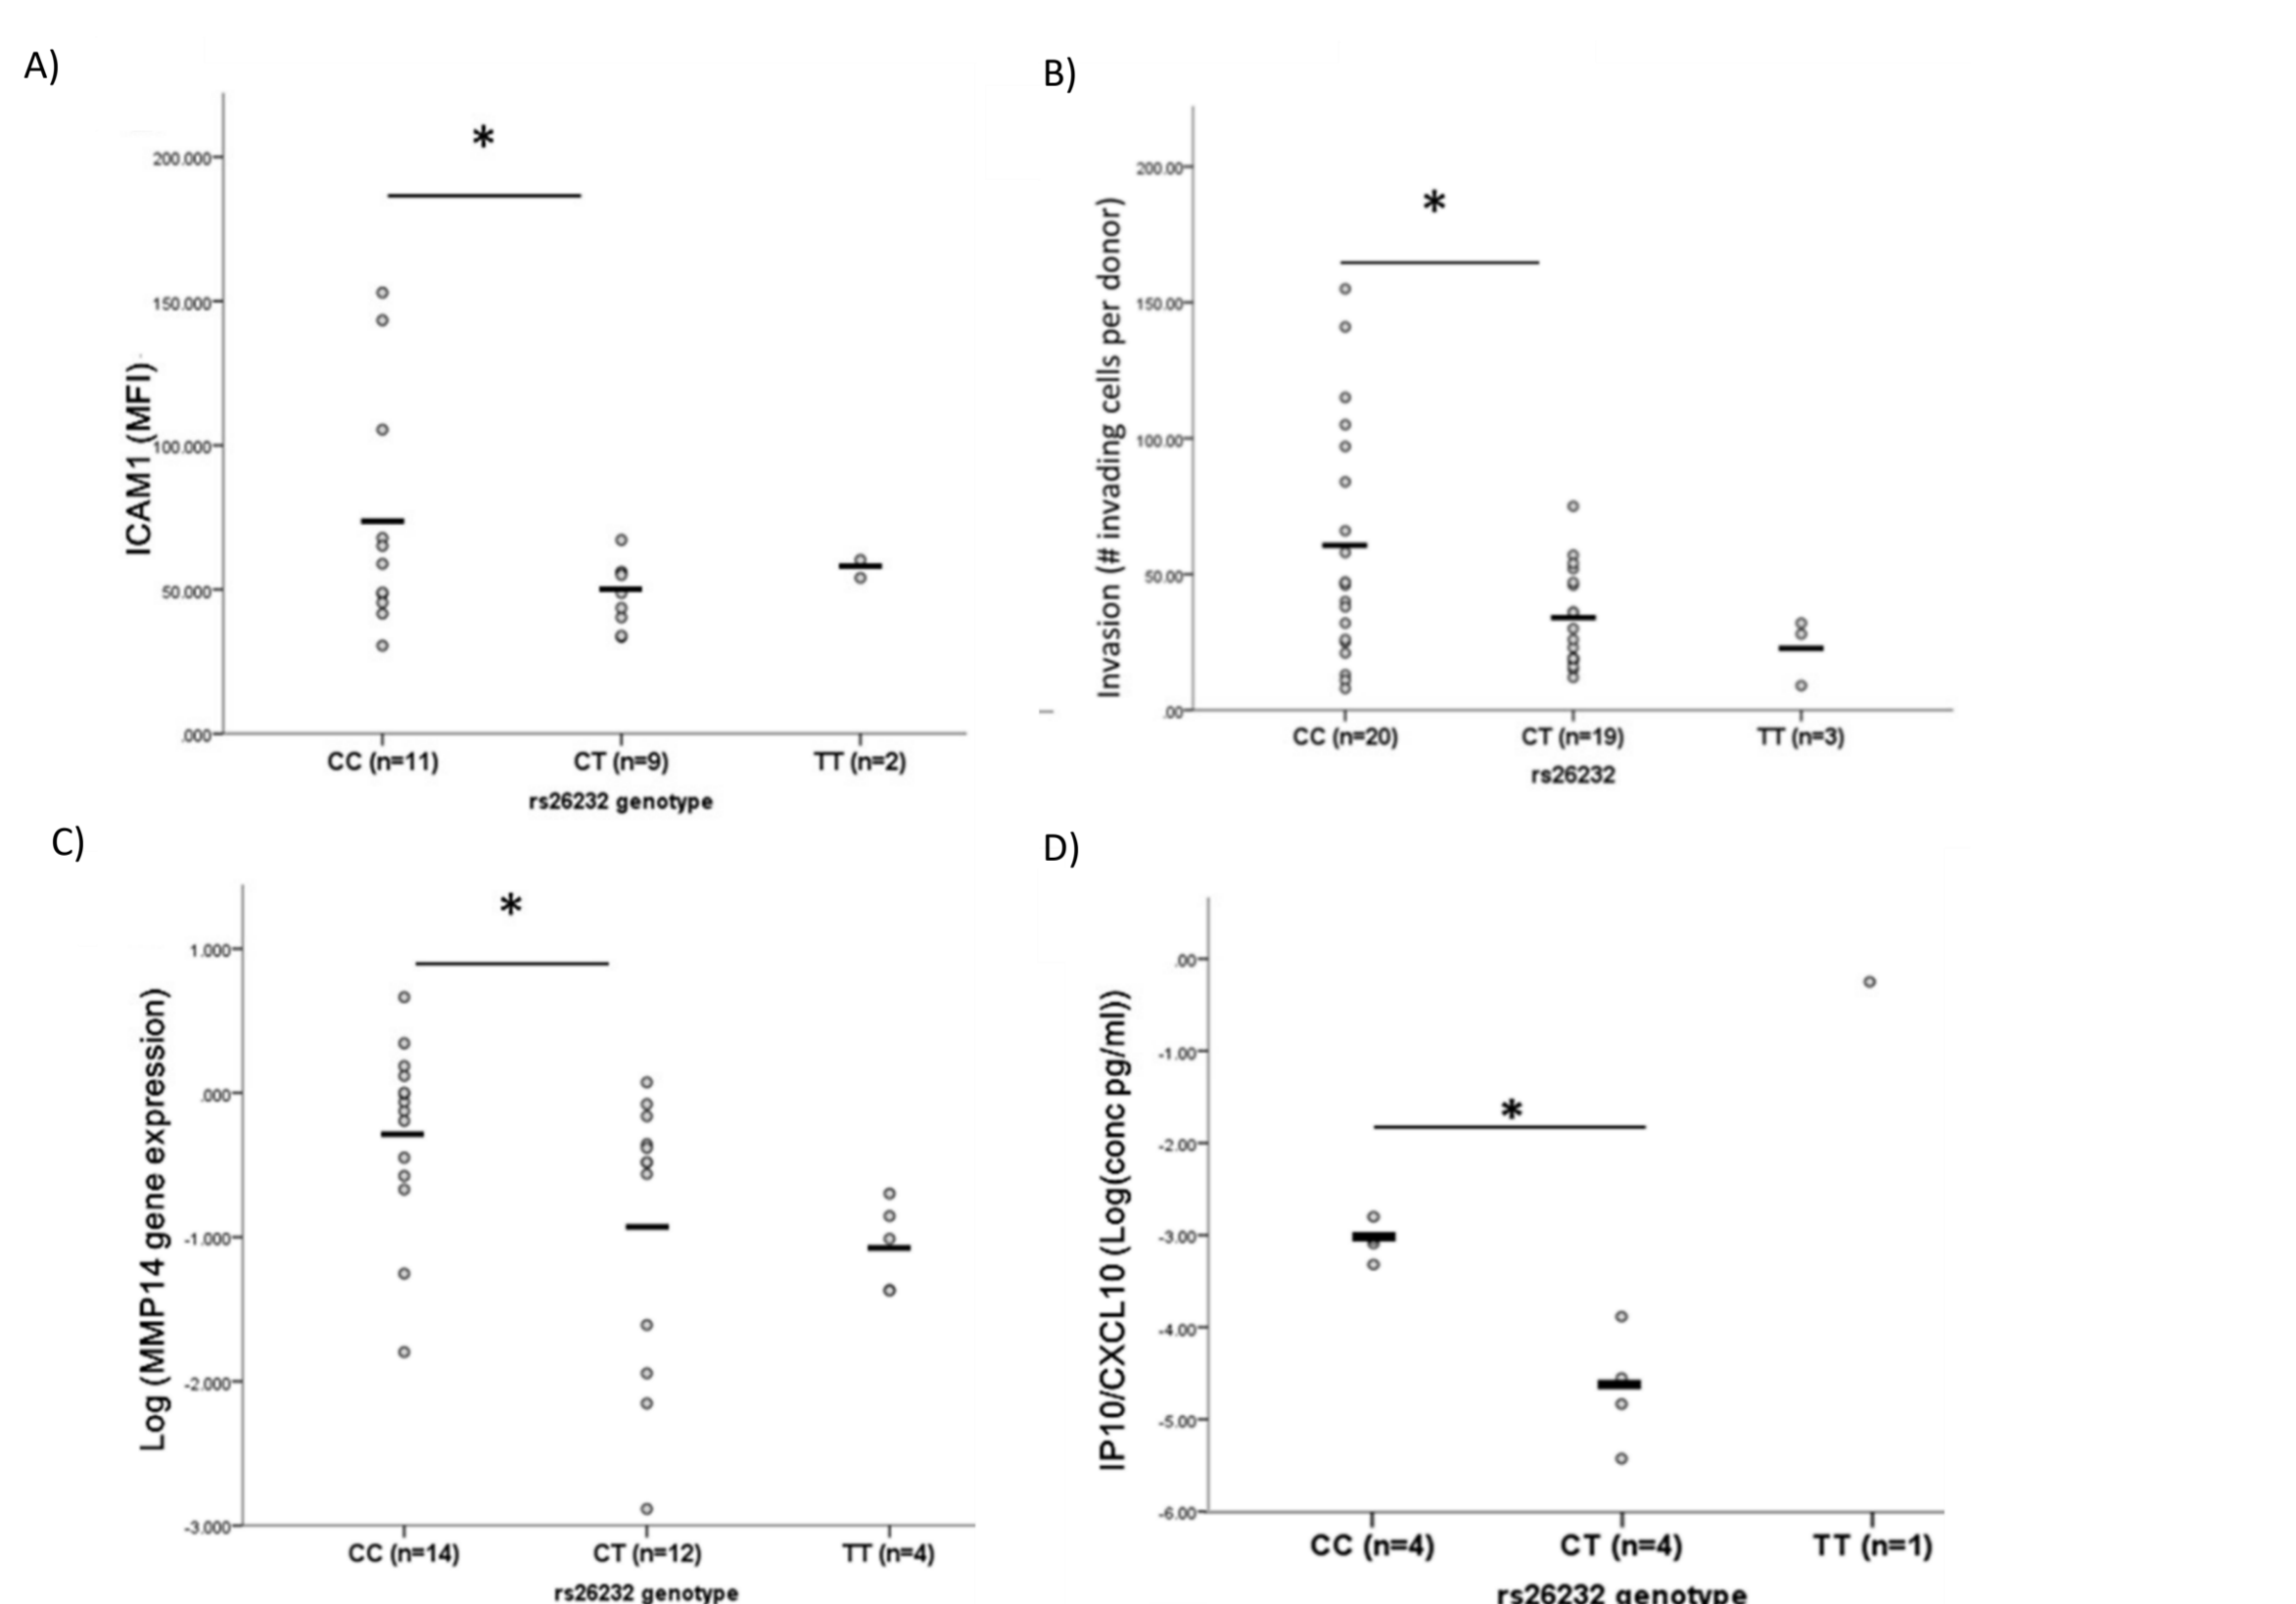 A)
*
200.000
150.000
100.000
50.000
.000
ICAM1 (MFI)
CC (n=11) CT (n=9) TT (n=2)
rs26232 genotype
B)
*
200.00
150.00
100.00
50.00
.00
Invasion (# invading cells per donor)
CC (n=20) CT (n=19) TT (n=3)
rs26232
C)
*
1.000
.000
-1.000
-2.000
-3.000
Log (MMP14 gene expression)
CC (n=14) CT (n=12) TT (n=4)
rs26232 genotype
D)
*
.00
-1.00
-2.00
-3.00
-4.00
-5.00
-6.00
IP10/CXCL10 (Log(conc pg/ml))
CC (n=4) CT (n=4) TT (n=1)
rs26232 genotype